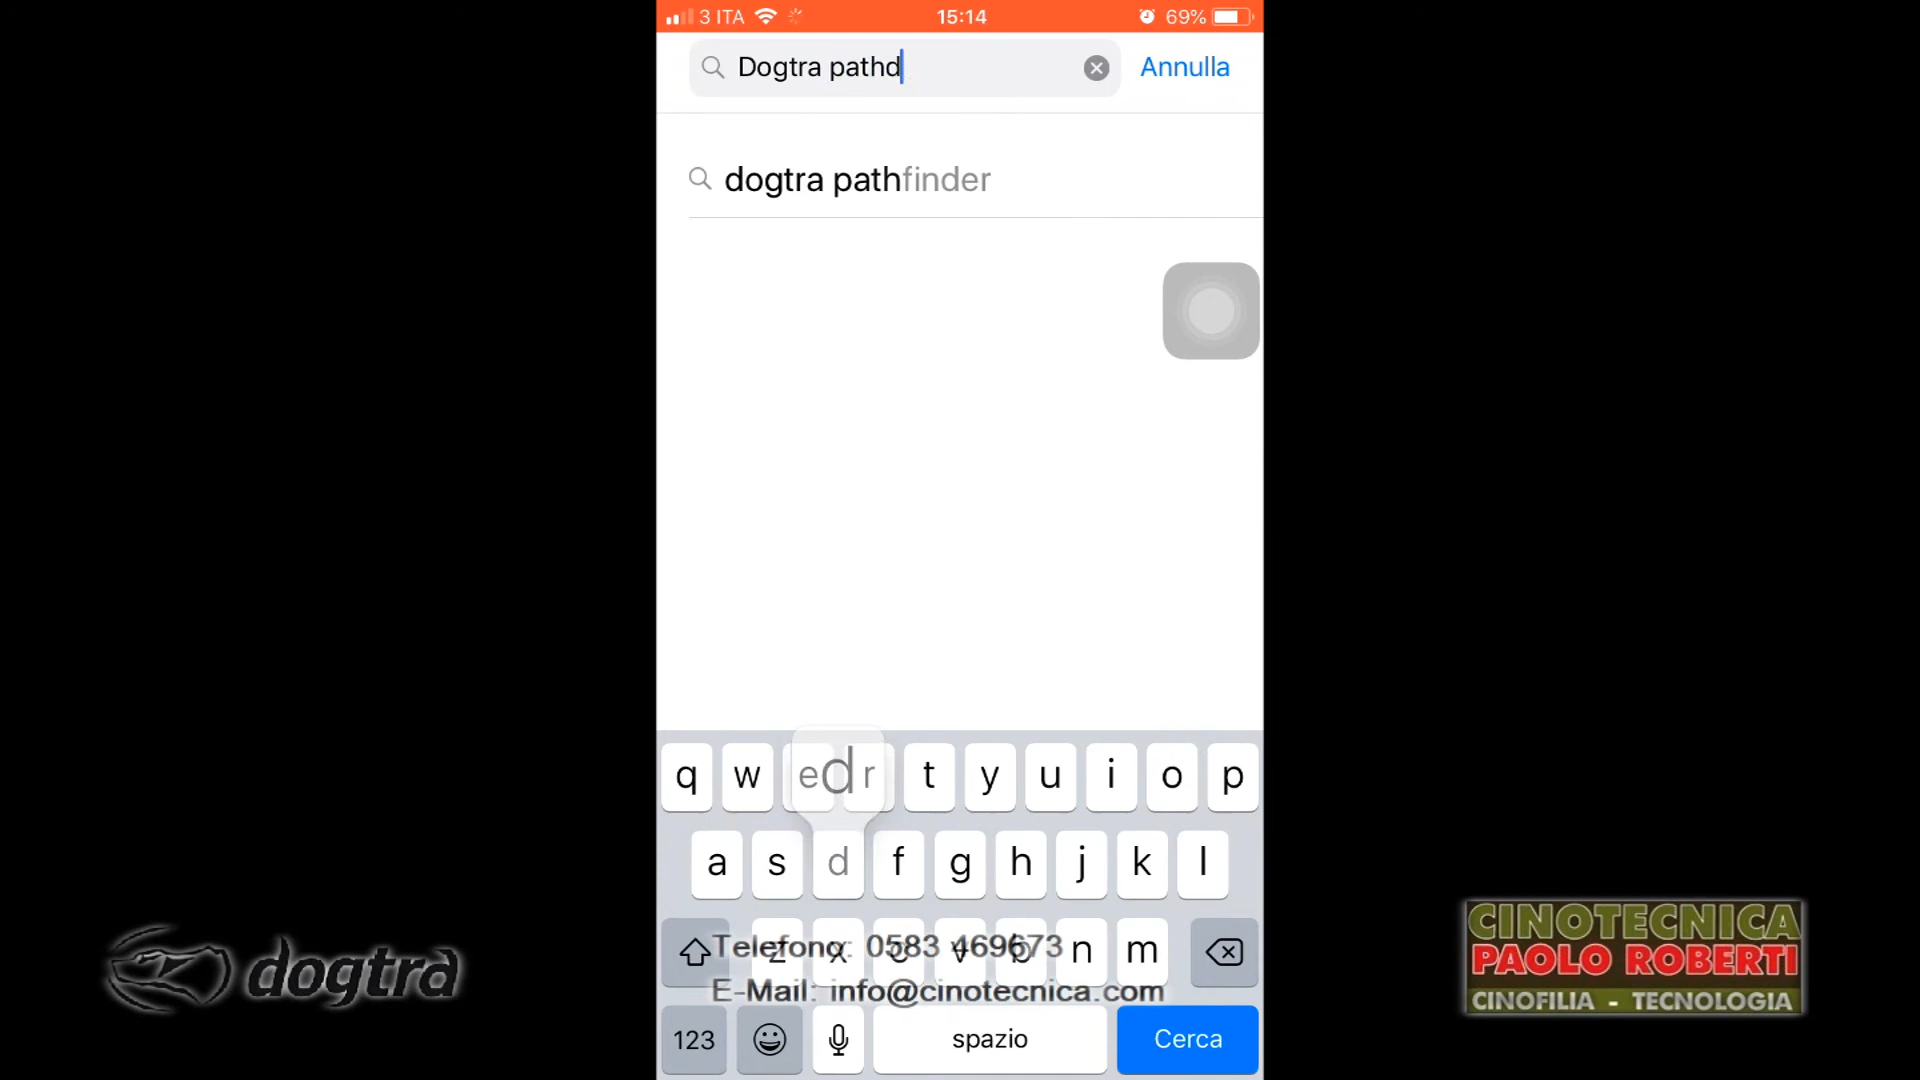 3 ITA 15:14 69%
Dogtra pathd Annulla
dogtra pathfinder
q w e d r t y u i o p
a s d f g h j k l
z x c v b n m
Telefono: 0583 469673
E-Mail: info@cinotecnica.com
123 spazio Cerca
dogtra
CINOTECNICA
PAOLO ROBERTI
CINOFILIA - TECNOLOGIA